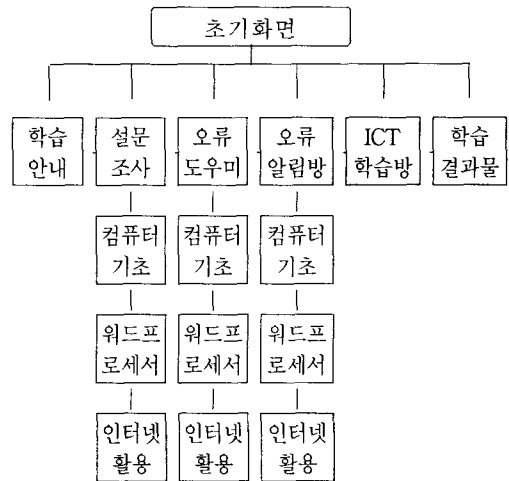 초기화면
학습
안내
설문
조사
오류
도우미
오류
알림방
ICT
학습방
학습
결과물
컴퓨터
기초
컴퓨터
기초
컴퓨터
기초
워드프
로세서
워드프
로세서
워드프
로세서
인터넷
활용
인터넷
활용
인터넷
활용